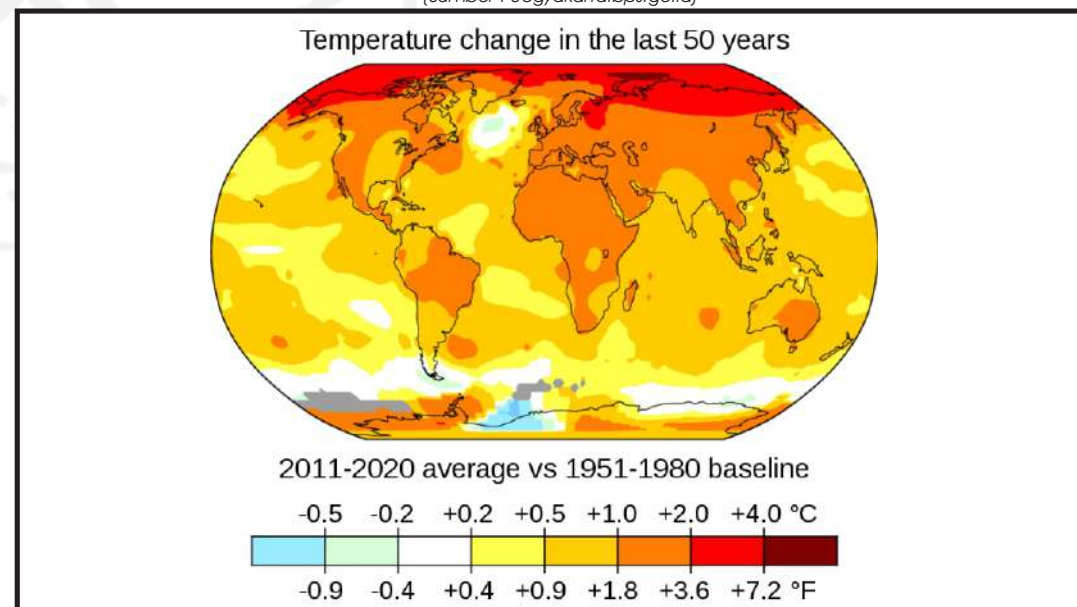 Temperature change in the last 50 years
2011-2020 average vs 1951-1980 baseline
-0.5 -0.2 +0.2 +0.5 +1.0 +2.0 +4.0 °C
-0.9 -0.4 +0.4 +0.9 +1.8 +3.6 +7.2 °F